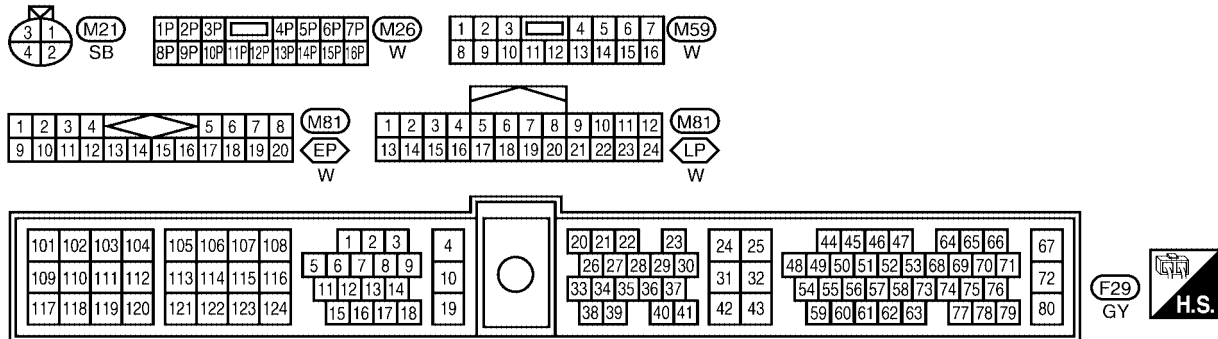 3 1 M21
4 2 SB
1P 2P 3P 4P 5P 6P 7P M26
8P 9P 10P 11P 12P 13P 14P 15P 16P W
1 2 3 4 5 6 7 M59
8 9 10 11 12 13 14 15 16 W
1 2 3 4 5 6 7 8 M81
9 10 11 12 13 14 15 16 17 18 19 20 EP
W
1 2 3 4 5 6 7 8 9 10 11 12 M81
13 14 15 16 17 18 19 20 21 22 23 24 LP
W
101 102 103 104 105 106 107 108 1 2 3 4
109 110 111 112 113 114 115 116 5 6 7 8 9 10
11 12 13 14
117 118 119 120 121 122 123 124 15 16 17 18 19
20 21 22 23 24 25 44 45 46 47 64 65 66 67
26 27 28 29 30 31 32 48 49 50 51 52 53 68 69 70 71 72
33 34 35 36 37 54 55 56 57 58 73 74 75 76
38 39 40 41 42 43 59 60 61 62 63 77 78 79 80
F29
GY
H.S.